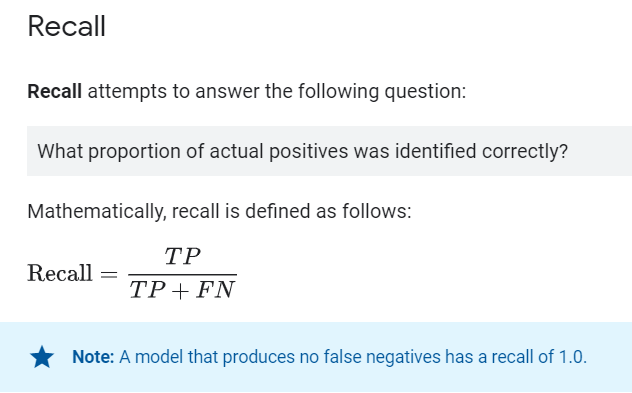 Recall
Recall attempts to answer the following question:
What proportion of actual positives was identified correctly?
Mathematically, recall is defined as follows:
Recall = TP / TP + FN
Note: A model that produces no false negatives has a recall of 1.0.